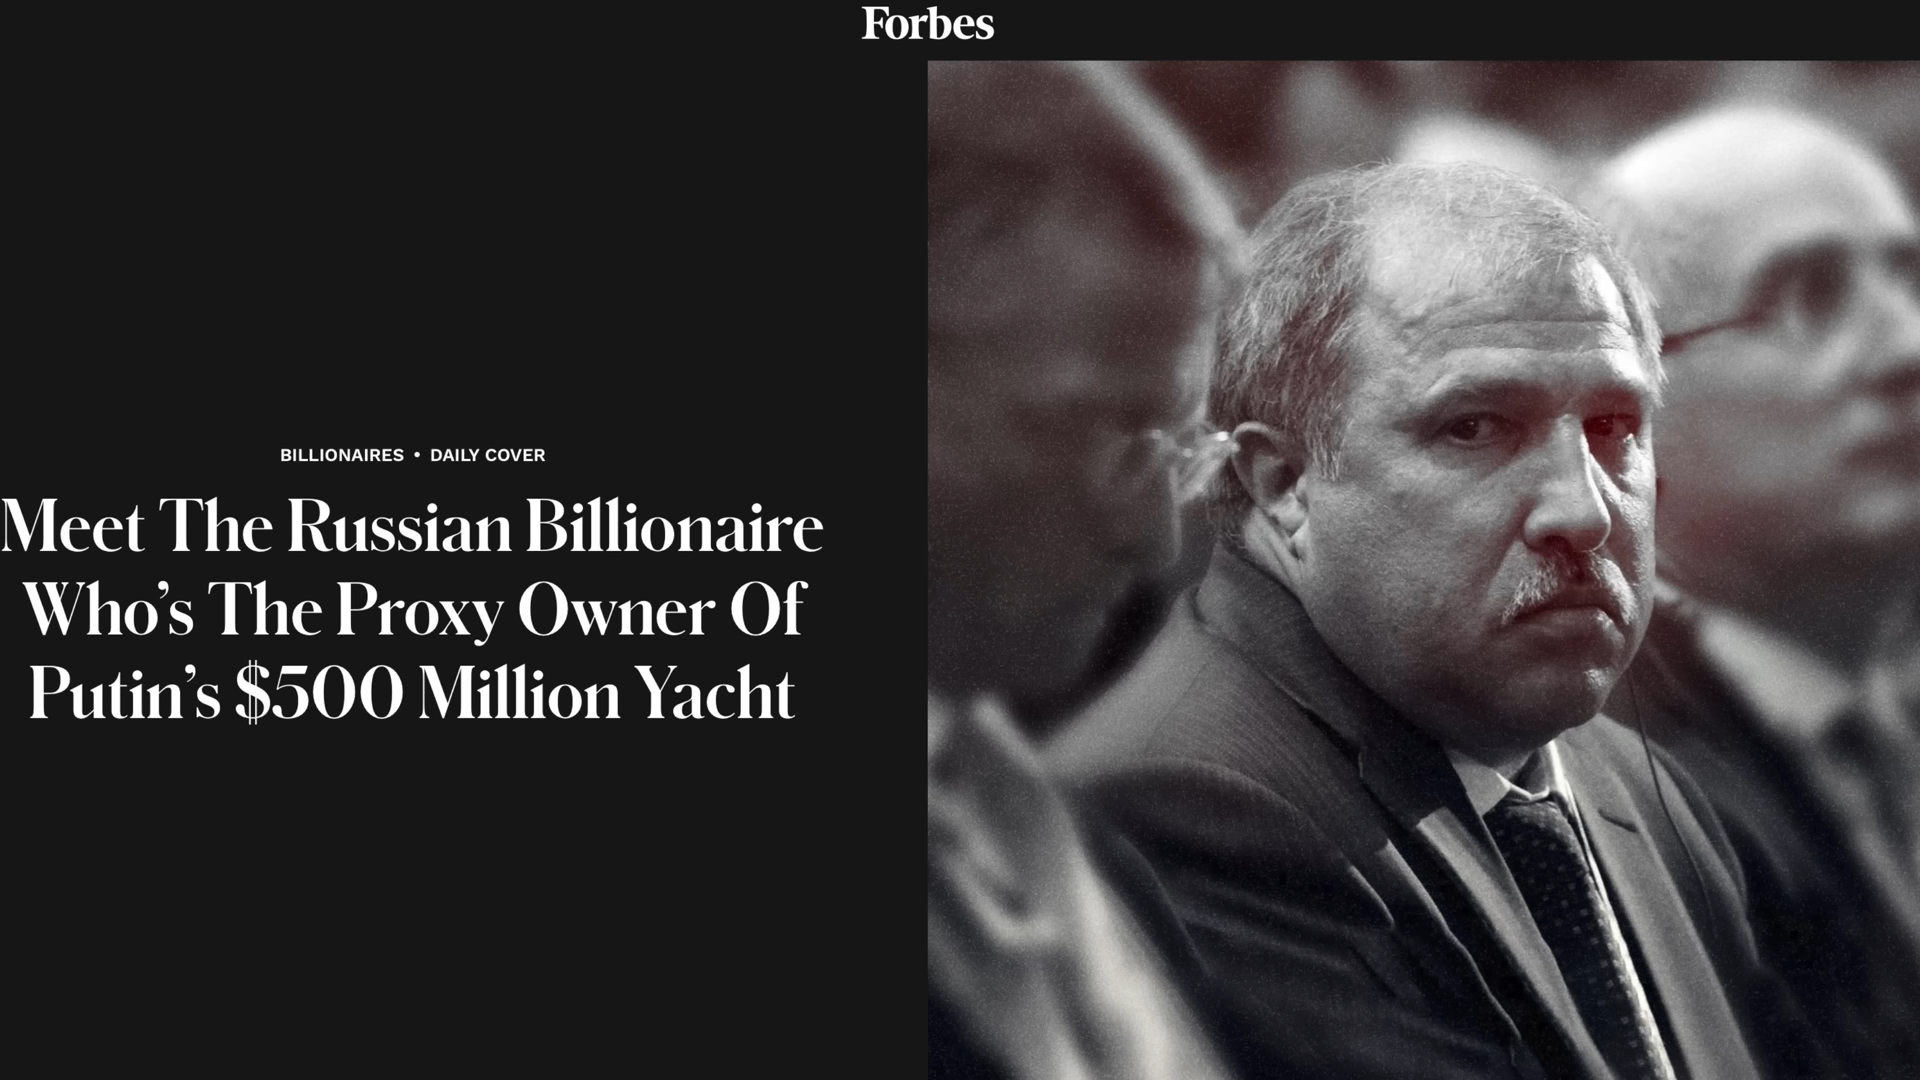 Forbes
BILLIONAIRES • DAILY COVER
Meet The Russian Billionaire
Who’s The Proxy Owner Of
Putin’s $500 Million Yacht